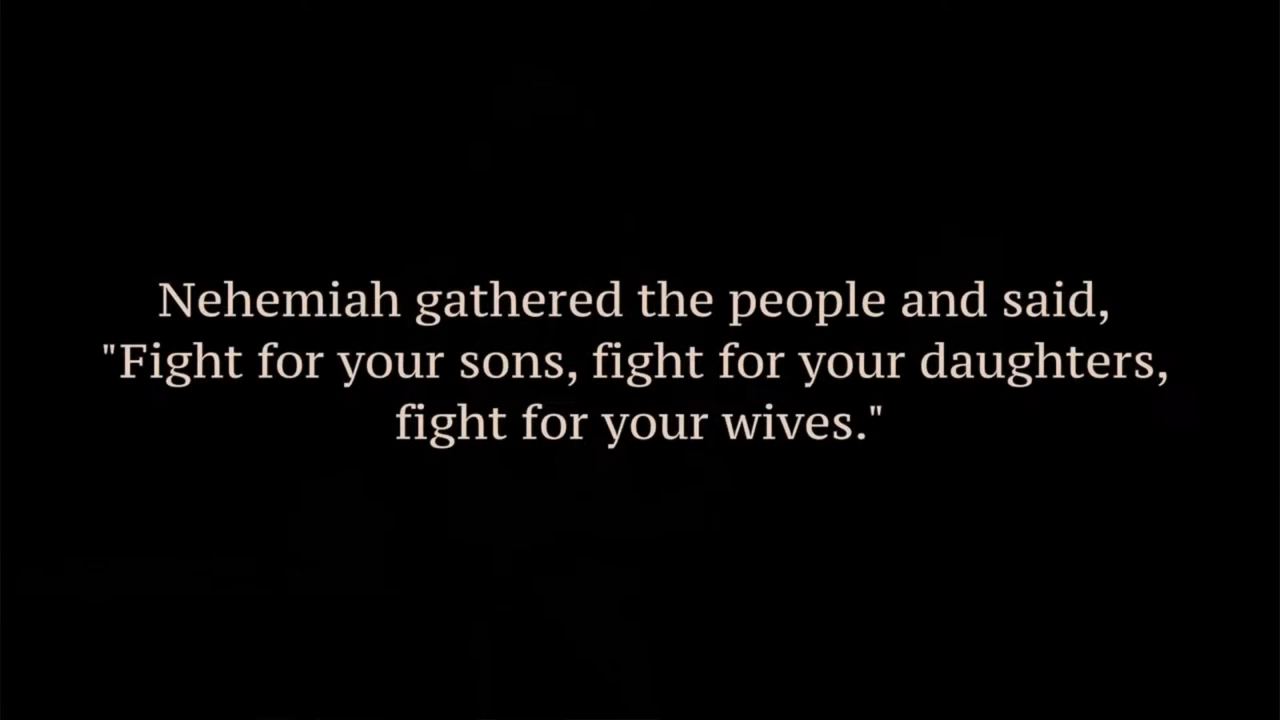 Nehemiah gathered the people and said,
"Fight for your sons, fight for your daughters,
fight for your wives."